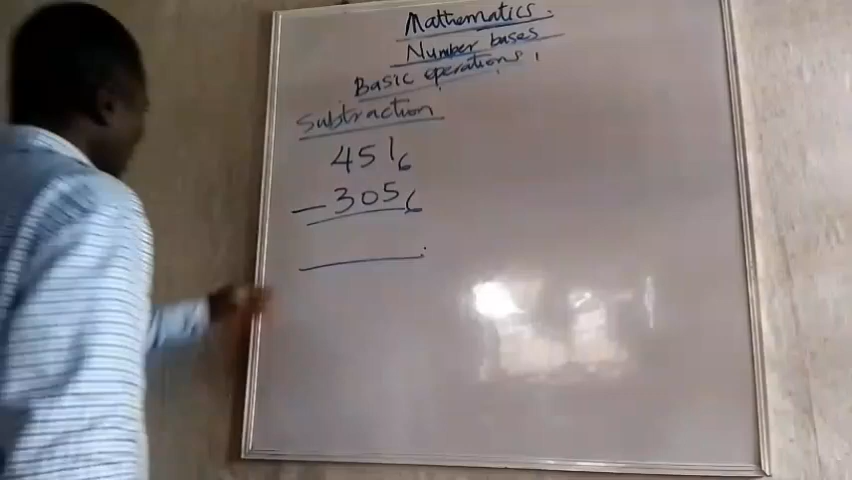 Mathematics.
Number bases
Basic operations.
Subtraction
451₆
- 305₆